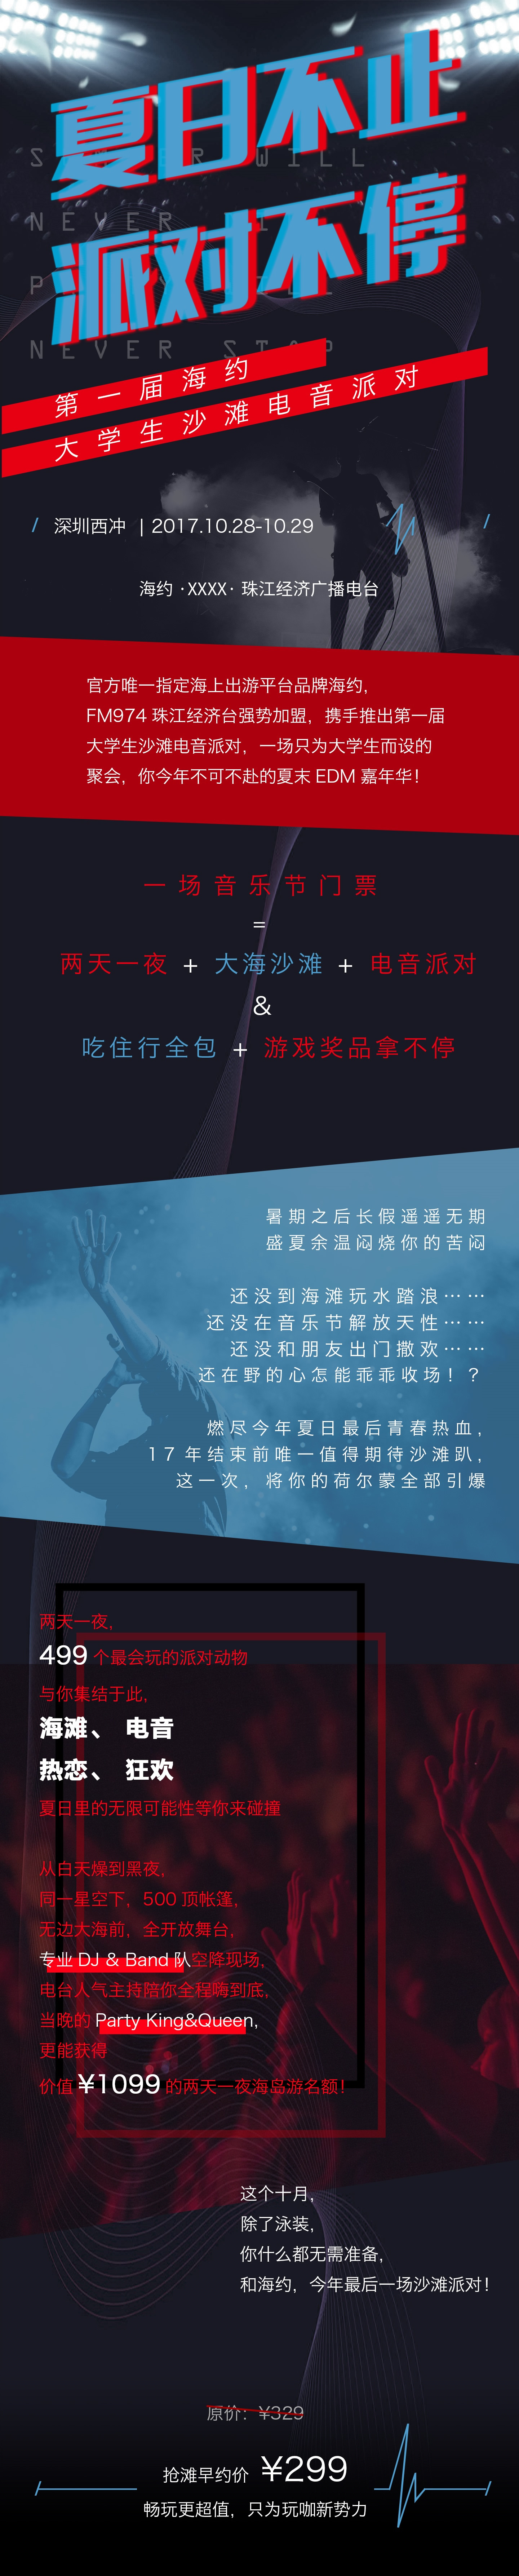 夏日不止
SUMMER WILL
NEVER
派对不停
NEVER STOP
第一届海约
大学生沙滩电音派对
深圳西冲 | 2017.10.28-10.29
海约 ·XXXX· 珠江经济广播电台
官方唯一指定海上出游平台品牌海约,
FM974 珠江经济台强势加盟, 携手推出第一届
大学生沙滩电音派对, 一场只为大学生而设的
聚会, 你今年不可不赴的夏末 EDM 嘉年华!
一场音乐节门票
=
两天一夜 + 大海沙滩 + 电音派对
&
吃住行全包 + 游戏奖品拿不停
暑期之后长假遥遥无期
盛夏余温闷烧你的苦闷
还没到海滩玩水踏浪……
还没在音乐节解放天性……
还没和朋友出门撒欢……
还在野的心怎能乖乖收场！？
燃尽今年夏日最后青春热血,
17 年结束前唯一值得期待沙滩趴,
这一次, 将你的荷尔蒙全部引爆
两天一夜,
499 个最会玩的派对动物
与你集结于此,
海滩、 电音
热恋、 狂欢
夏日里的无限可能性等你来碰撞
从白天燥到黑夜,
同一星空下, 500 顶帐篷,
无边大海前, 全开放舞台,
专业 DJ & Band 队空降现场,
电台人气主持陪你全程嗨到底,
当晚的 Party King&Queen,
更能获得
价值 ¥1099 的两天一夜海岛游名额!
这个十月,
除了泳装,
你什么都无需准备,
和海约, 今年最后一场沙滩派对!
原价: ¥329
抢滩早约价 ¥299
畅玩更超值, 只为玩咖新势力